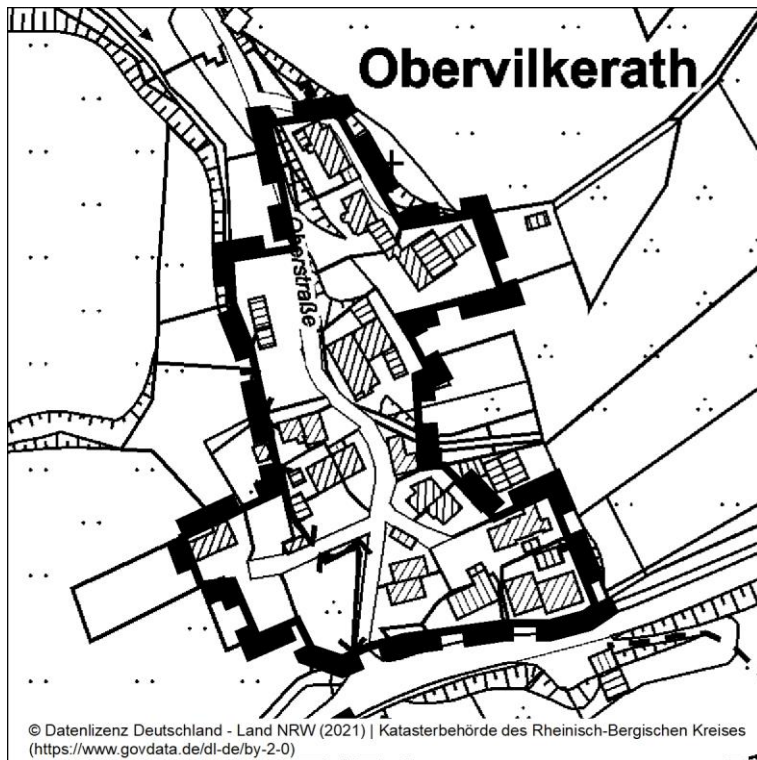 Obervilkerath
Oberstraße
© Datenlizenz Deutschland - Land NRW (2021) | Katasterbehörde des Rheinisch-Bergischen Kreises
(https://www.govdata.de/dl-de/by-2-0)